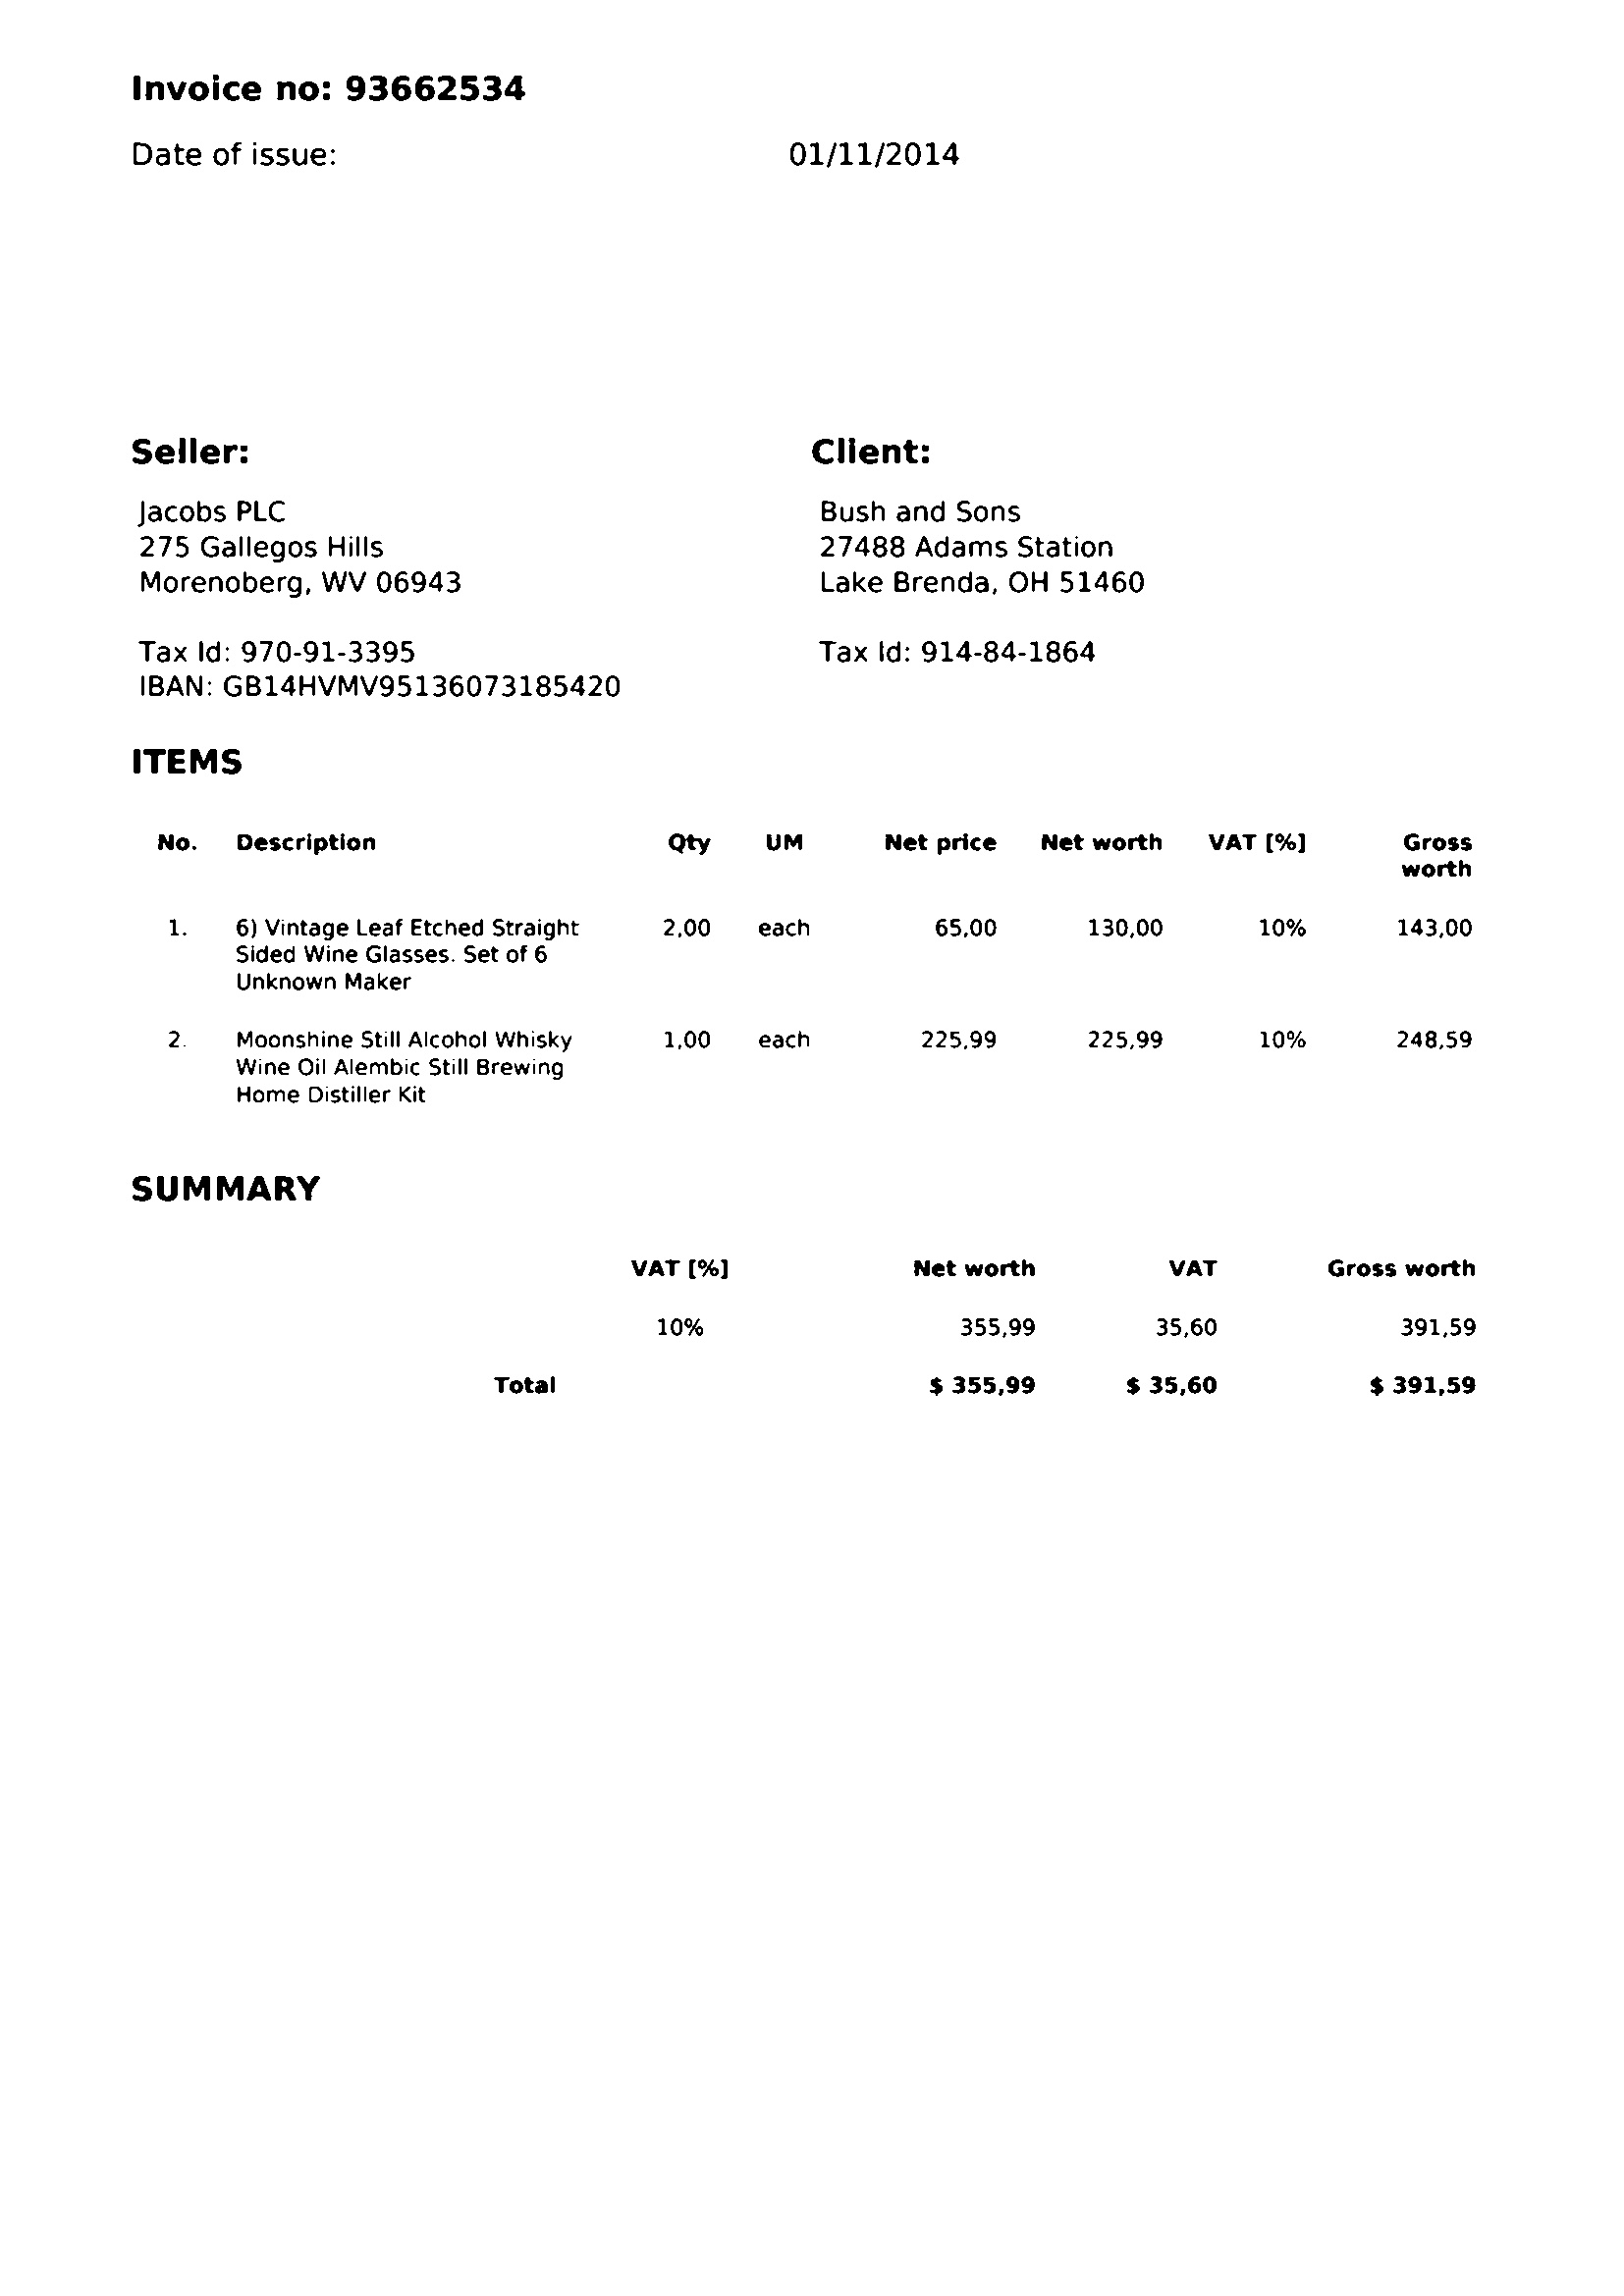 Invoice no: 93662534
Date of issue: 01/11/2014
Seller: Client:
Jacobs PLC Bush and Sons
275 Gallegos Hills 27488 Adams Station
Morenoberg, WV 06943 Lake Brenda, OH 51460
Tax Id: 970-91-3395 Tax Id: 914-84-1864
IBAN: GB14HVMV95136073185420
ITEMS
No. Description Qty UM Net price Net worth VAT [%] Gross
worth
1. 6) Vintage Leaf Etched Straight 2,00 each 65,00 130,00 10% 143,00
Sided Wine Glasses. Set of 6
Unknown Maker
2. Moonshine Still Alcohol Whisky 1,00 each 225,99 225,99 10% 248,59
Wine Oil Alembic Still Brewing
Home Distiller Kit
SUMMARY
VAT [%] Net worth VAT Gross worth
10% 355,99 35,60 391,59
Total $ 355,99 $ 35,60 $ 391,59